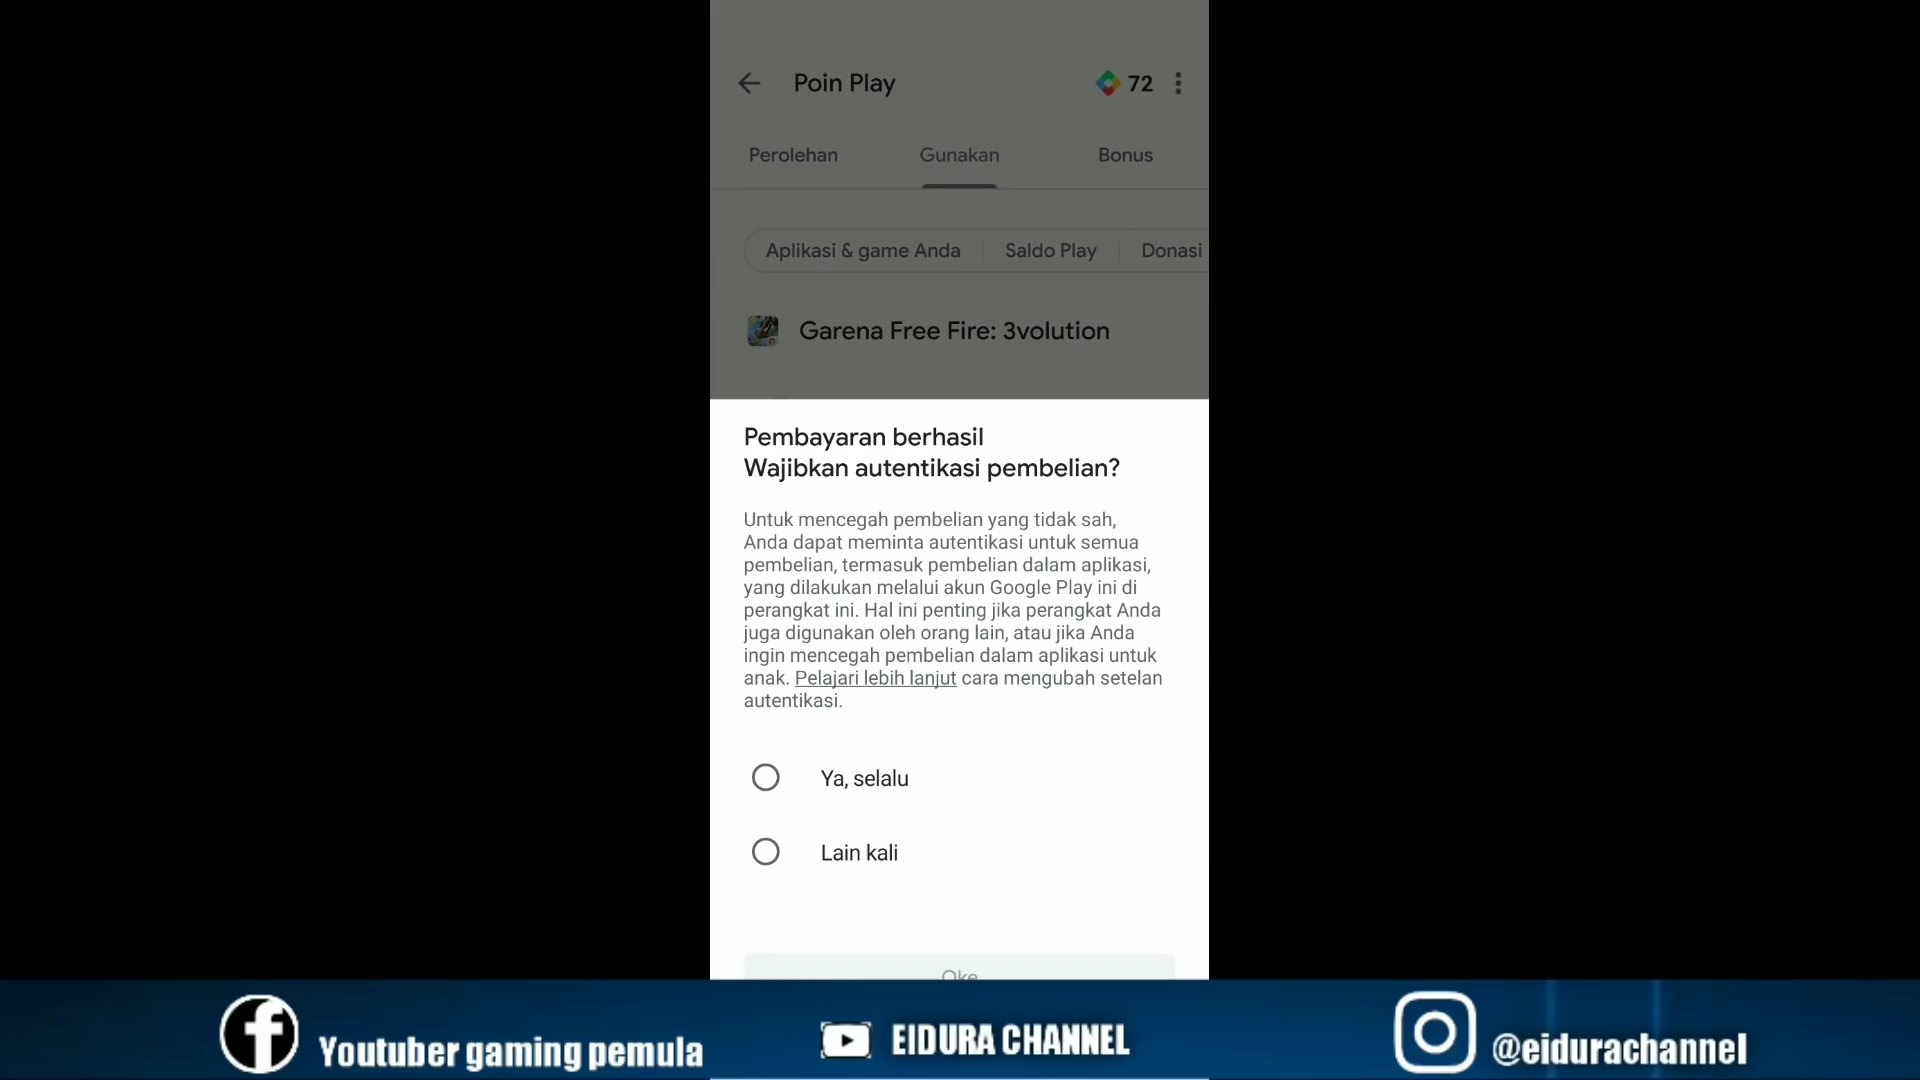 Poin Play
72
Perolehan
Gunakan
Bonus
Aplikasi & game Anda
Saldo Play
Donasi
Garena Free Fire: 3volution
Pembayaran berhasil
Wajibkan autentikasi pembelian?
Untuk mencegah pembelian yang tidak sah,
Anda dapat meminta autentikasi untuk semua
pembelian, termasuk pembelian dalam aplikasi,
yang dilakukan melalui akun Google Play ini di
perangkat ini. Hal ini penting jika perangkat Anda
juga digunakan oleh orang lain, atau jika Anda
ingin mencegah pembelian dalam aplikasi untuk
anak. Pelajari lebih lanjut cara mengubah setelan
autentikasi.
Ya, selalu
Lain kali
Oke
Youtuber gaming pemula
EIDURA CHANNEL
@eidurachannel